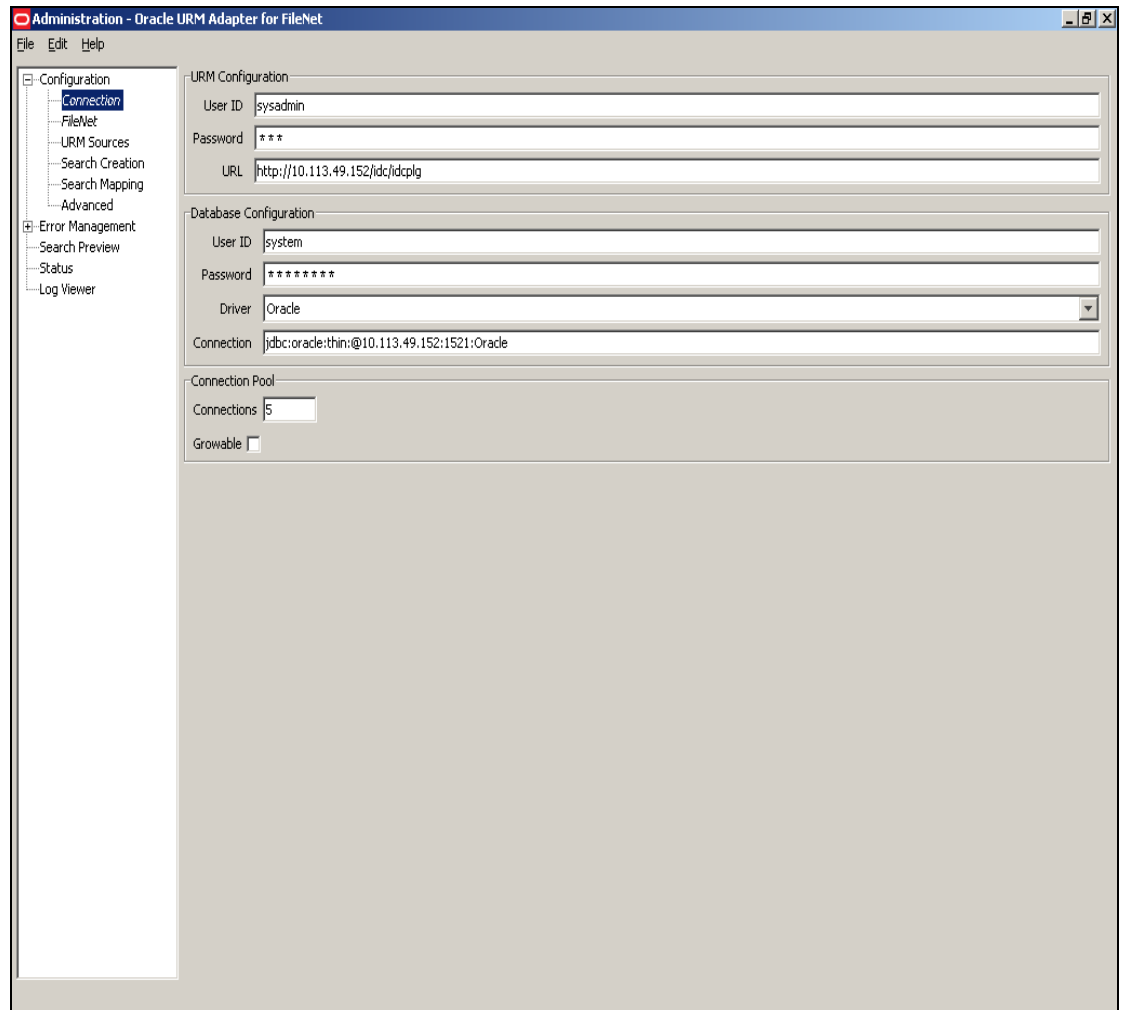 Administration - Oracle URM Adapter for FileNet
File Edit Help
Configuration
Connection
FileNet
URM Sources
Search Creation
Search Mapping
Advanced
Error Management
Search Preview
Status
Log Viewer
URM Configuration
User ID sysadmin
Password ***
URL http://10.113.49.152/idc/idcplg
Database Configuration
User ID system
Password ********
Driver Oracle
Connection jdbc:oracle:thin:@10.113.49.152:1521:Oracle
Connection Pool
Connections 5
Growable